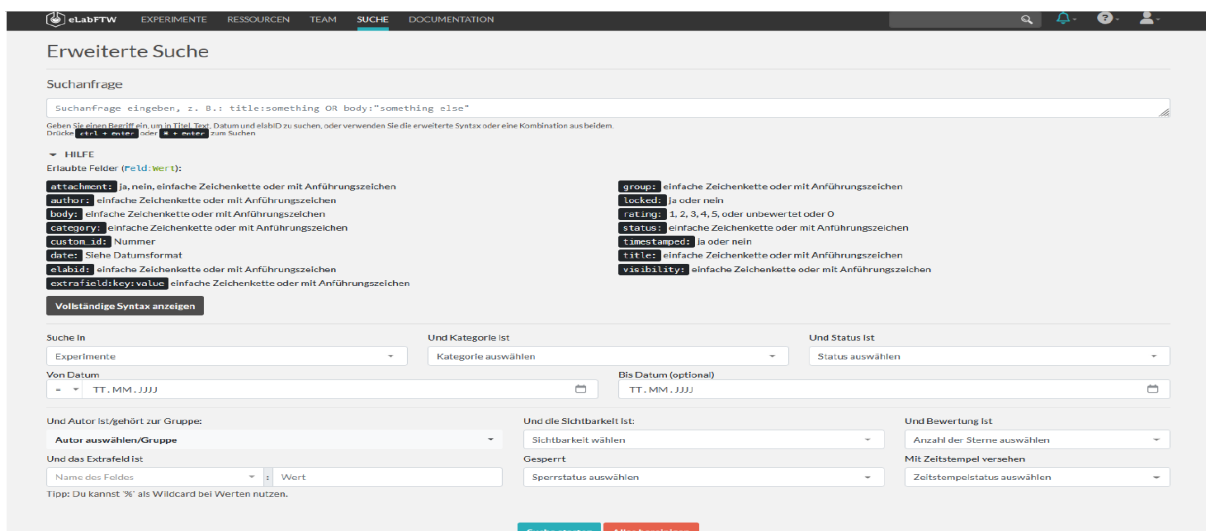 eLabFTW EXPERIMENTE RESSOURCEN TEAM SUCHE DOCUMENTATION
Erweiterte Suche
Suchanfrage
Suchanfrage eingeben, z. B.: title:something OR body:"something else"
Geben Sie einen Begriff ein, um in Titel, Text, Datum und elabID zu suchen, oder verwenden Sie die erweiterte Syntax oder eine Kombination aus beidem.
Drücke ctrl + enter oder ⌘ + enter zum Suchen
HILFE
Erlaubte Felder (Feld:Wert):
attachment: ja, nein, einfache Zeichenkette oder mit Anführungszeichen
author: einfache Zeichenkette oder mit Anführungszeichen
body: einfache Zeichenkette oder mit Anführungszeichen
category: einfache Zeichenkette oder mit Anführungszeichen
custom_id: Nummer
date: Siehe Datumsformat
elabid: einfache Zeichenkette oder mit Anführungszeichen
extrafield:key:value einfache Zeichenkette oder mit Anführungszeichen
group: einfache Zeichenkette oder mit Anführungszeichen
locked: ja oder nein
rating: 1, 2, 3, 4, 5, oder unbewertet oder 0
status: einfache Zeichenkette oder mit Anführungszeichen
timestamped: ja oder nein
title: einfache Zeichenkette oder mit Anführungszeichen
visibility: einfache Zeichenkette oder mit Anführungszeichen
Vollständige Syntax anzeigen
Suche in Und Kategorie ist Und Status ist
Experimente Kategorie auswählen Status auswählen
Von Datum Bis Datum (optional)
= TT.MM.JJJJ TT.MM.JJJJ
Und Autor ist/gehört zur Gruppe: Und die Sichtbarkeit ist: Und Bewertung ist
Autor auswählen/Gruppe Sichtbarkeit wählen Anzahl der Sterne auswählen
Und das Extrafeld ist Gesperrt Mit Zeitstempel versehen
Name des Feldes : Wert Sperrstatus auswählen Zeitstempelstatus auswählen
Tipp: Du kannst '%' als Wildcard bei Werten nutzen.